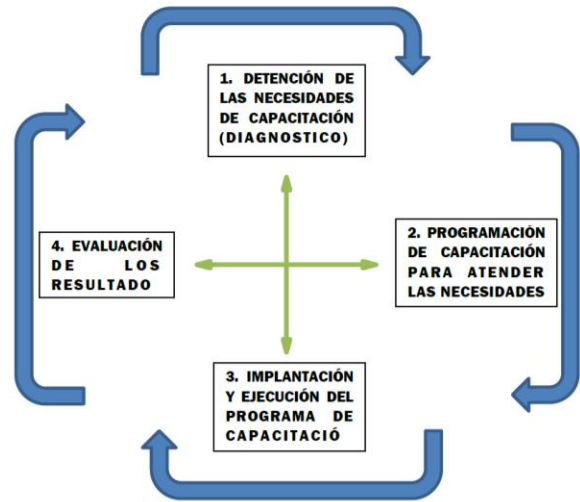 1. DETENCIÓN DE
LAS NECESIDADES
DE CAPACITACIÓN
(DIAGNOSTICO)
2. PROGRAMACIÓN
DE CAPACITACIÓN
PARA ATENDER
LAS NECESIDADES
3. IMPLANTACIÓN
Y EJECUCIÓN DEL
PROGRAMA DE
CAPACITACIÓ
4. EVALUACIÓN
DE LOS
RESULTADO